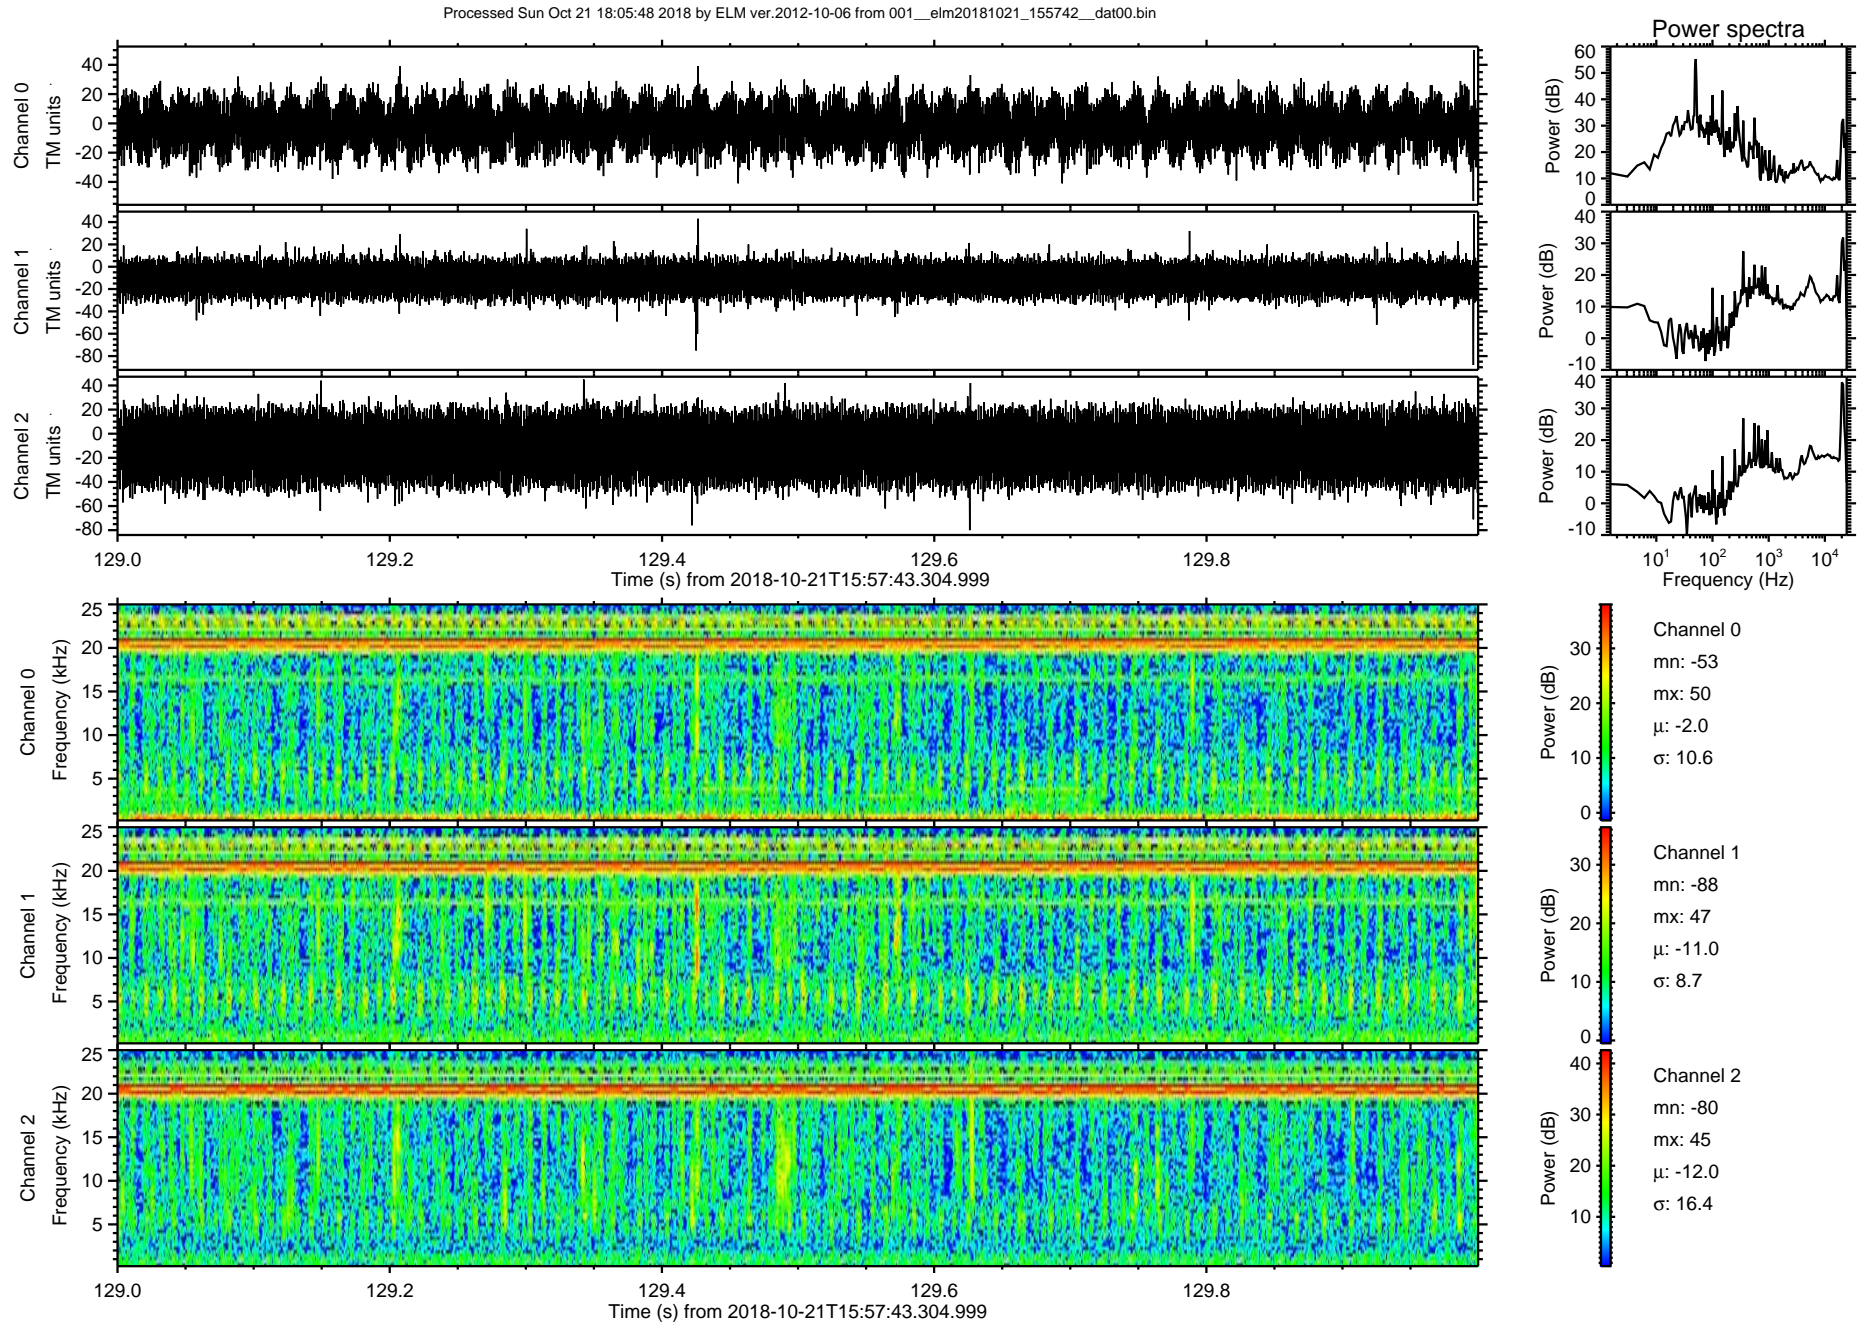 Processed Sun Oct 21 18:05:48 2018 by ELM ver.2012-10-06 from 001__elm20181021_155742__dat00.bin
Power spectra
Channel 0
TM units
40
20
0
-20
-40
Power (dB)
60
50
40
30
20
10
0
Channel 1
TM units
40
20
0
-20
-40
-60
-80
Power (dB)
40
30
20
10
0
-10
Channel 2
TM units
40
20
0
-20
-40
-60
-80
Power (dB)
40
30
20
10
0
-10
129.0 129.2 129.4 129.6 129.8
Time (s) from 2018-10-21T15:57:43.304.999
10^1 10^2 10^3 10^4
Frequency (Hz)
Channel 0
Frequency (kHz)
25
20
15
10
5
Power (dB)
30
20
10
0
Channel 0
mn: -53
mx: 50
μ: -2.0
σ: 10.6
Channel 1
Frequency (kHz)
25
20
15
10
5
Power (dB)
30
20
10
0
Channel 1
mn: -88
mx: 47
μ: -11.0
σ: 8.7
Channel 2
Frequency (kHz)
25
20
15
10
5
Power (dB)
40
30
20
10
Channel 2
mn: -80
mx: 45
μ: -12.0
σ: 16.4
129.0 129.2 129.4 129.6 129.8
Time (s) from 2018-10-21T15:57:43.304.999